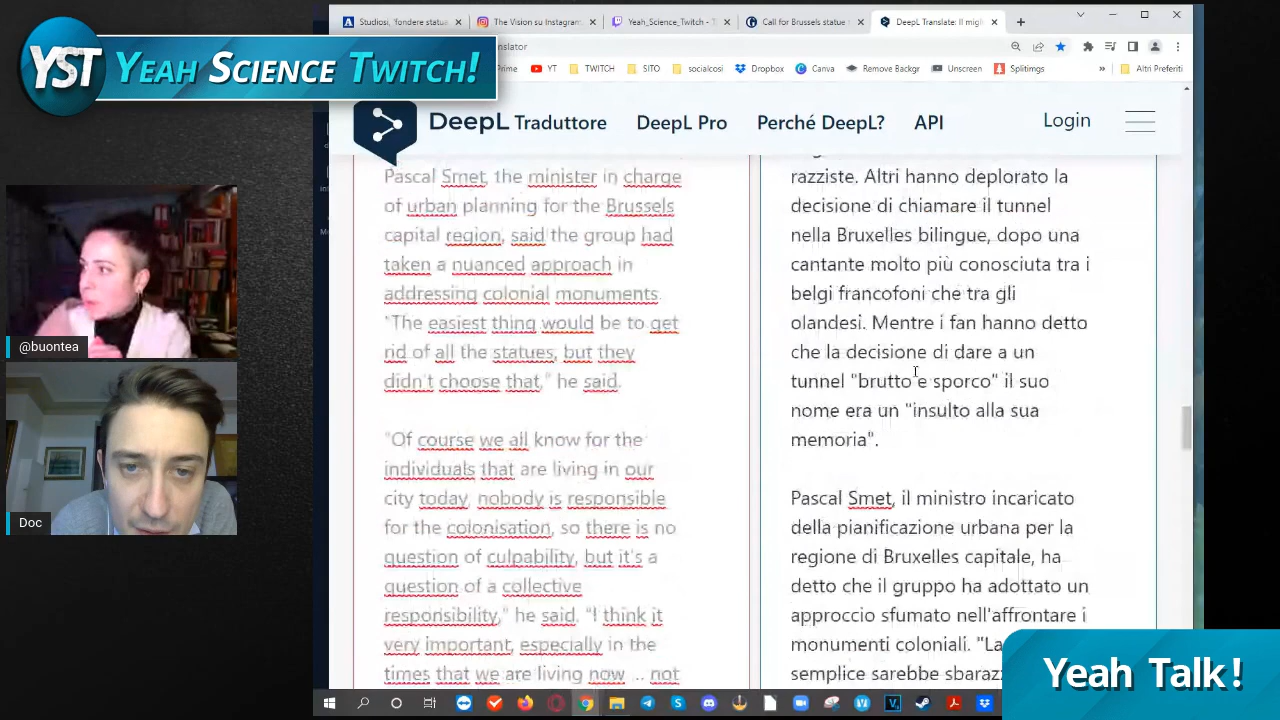 YST YEAH SCIENCE TWITCH!
Studiosi, 'fondere statue
The Vision su Instagram
Yeah_Science_Twitch - T
Call for Brussels statue
DeepL Translate: Il migl
nslator
rime
YT
TWITCH
SITO
socialcosi
Dropbox
Canva
Remove Backgr
Unscreen
Splitimgs
»
Altri Preferiti
DeepL Traduttore
DeepL Pro
Perché DeepL?
API
Login
Pascal Smet, the minister in charge
of urban planning for the Brussels
capital region, said the group had
taken a nuanced approach in
addressing colonial monuments.
"The easiest thing would be to get
rid of all the statues, but they
didn't choose that," he said.
"Of course we all know for the
individuals that are living in our
city today, nobody is responsible
for the colonisation, so there is no
question of culpability, but it's a
question of a collective
responsibility," he said. "I think it
very important, especially in the
times that we are living now … not
razziste. Altri hanno deplorato la
decisione di chiamare il tunnel
nella Bruxelles bilingue, dopo una
cantante molto più conosciuta tra i
belgi francofoni che tra gli
olandesi. Mentre i fan hanno detto
che la decisione di dare a un
tunnel "brutto e sporco" il suo
nome era un "insulto alla sua
memoria".
Pascal Smet, il ministro incaricato
della pianificazione urbana per la
regione di Bruxelles capitale, ha
detto che il gruppo ha adottato un
approccio sfumato nell'affrontare i
monumenti coloniali. "La
semplice sarebbe sbarazz
@buontea
Doc
Yeah Talk!